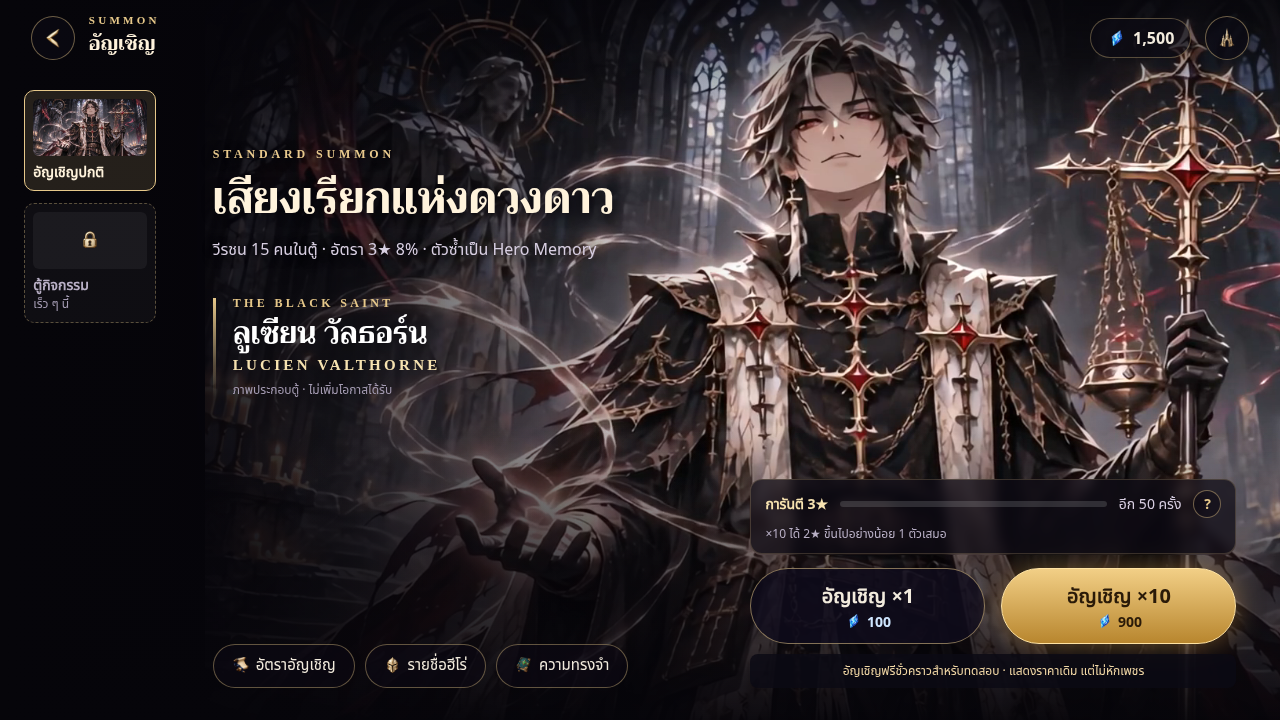 SUMMON
อัญเชิญ
1,500
อัญเชิญปกติ
ตู้กิจกรรม
เร็ว ๆ นี้
STANDARD SUMMON
เสียงเรียกแห่งดวงดาว
วีรชน 15 คนในตู้ · อัตรา 3★ 8% · ตัวซ้ำเป็น Hero Memory
THE BLACK SAINT
ลูเซียน วัลธอร์น
LUCIEN VALTHORNE
ภาพประกอบตู้ · ไม่เพิ่มโอกาสได้รับ
การันตี 3★ อีก 50 ครั้ง ?
×10 ได้ 2★ ขึ้นไปอย่างน้อย 1 ตัวเสมอ
อัญเชิญ ×1
100
อัญเชิญ ×10
900
อัตราอัญเชิญ
รายชื่อฮีโร่
ความทรงจำ
อัญเชิญฟรีชั่วคราวสำหรับทดสอบ · แสดงราคาเดิม แต่ไม่หักเพชร